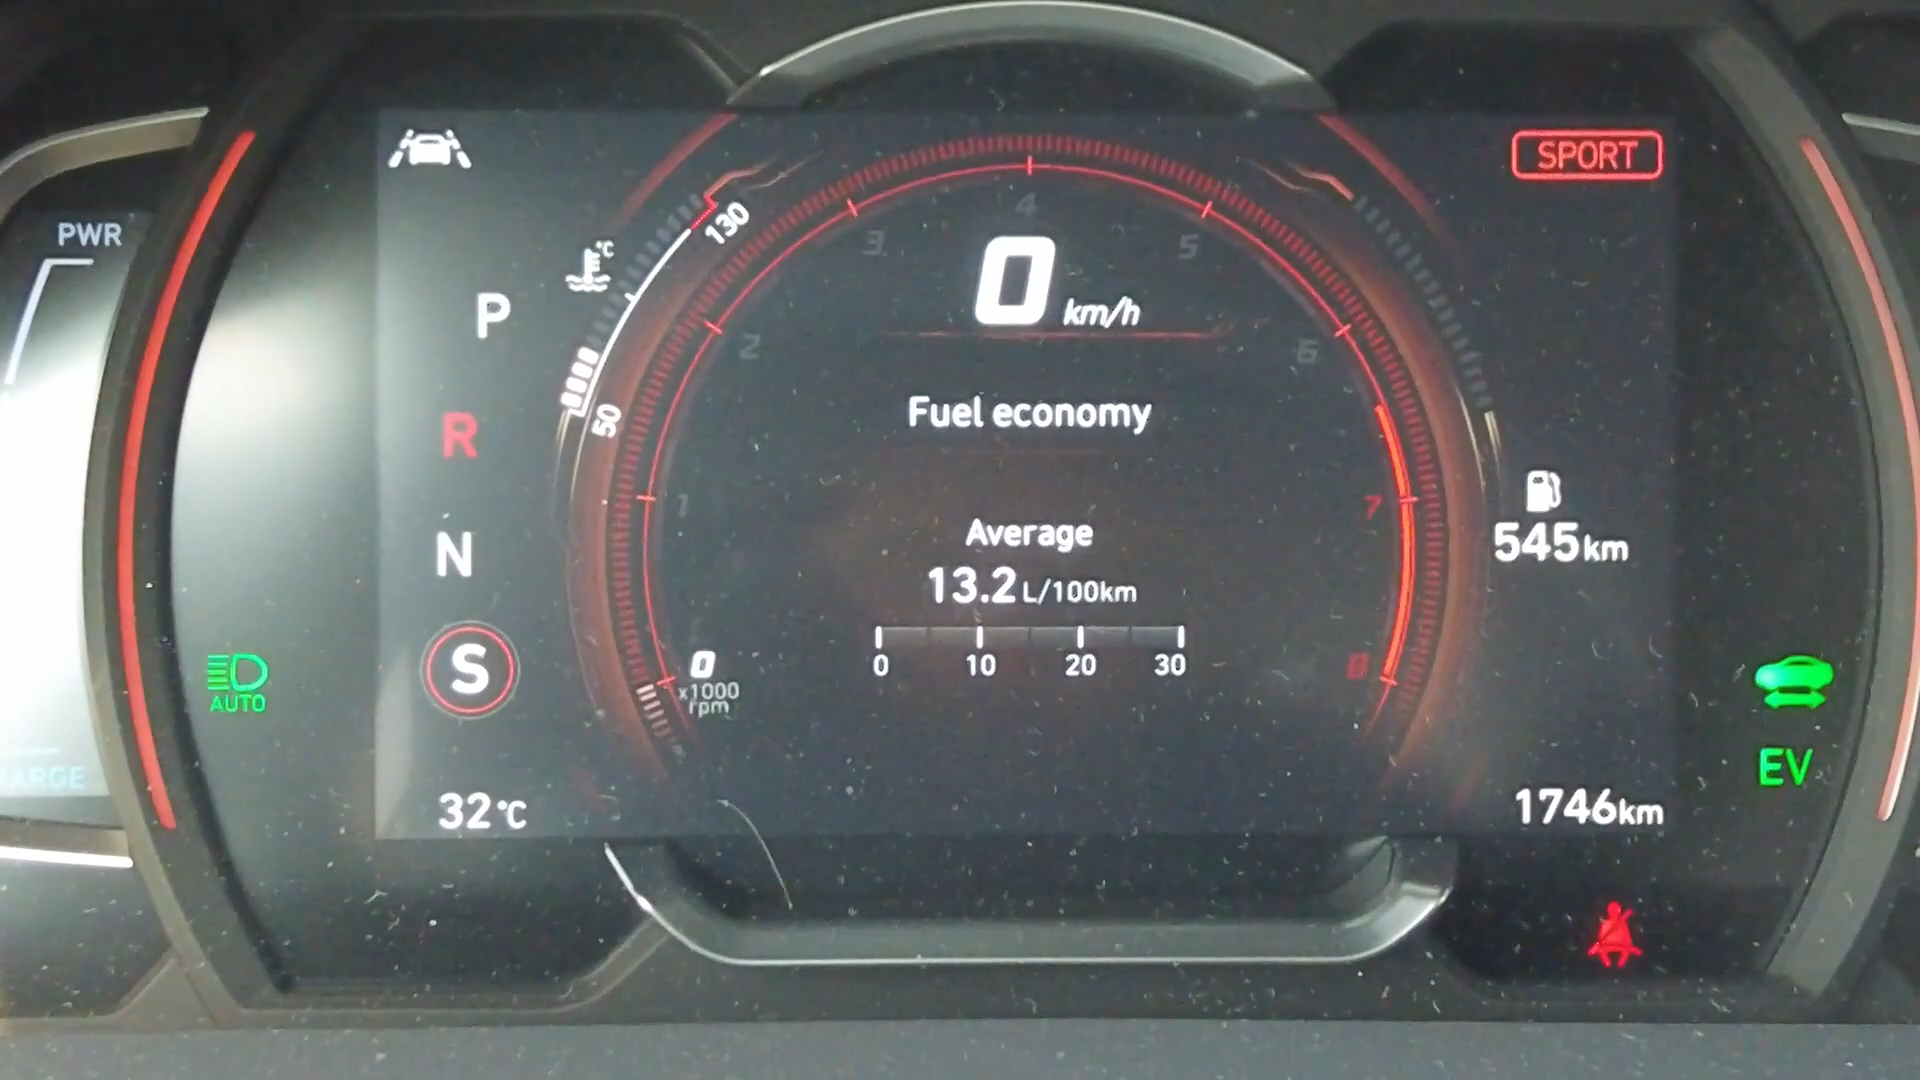 SPORT
PWR
°C
130
4
3
5
0 km/h
P
2
6
50
Fuel economy
R
1
7
Average
545km
N
13.2 L/100km
0
10
20
30
S
0
8
x1000
rpm
AUTO
EV
ARGE
32°C
1746km